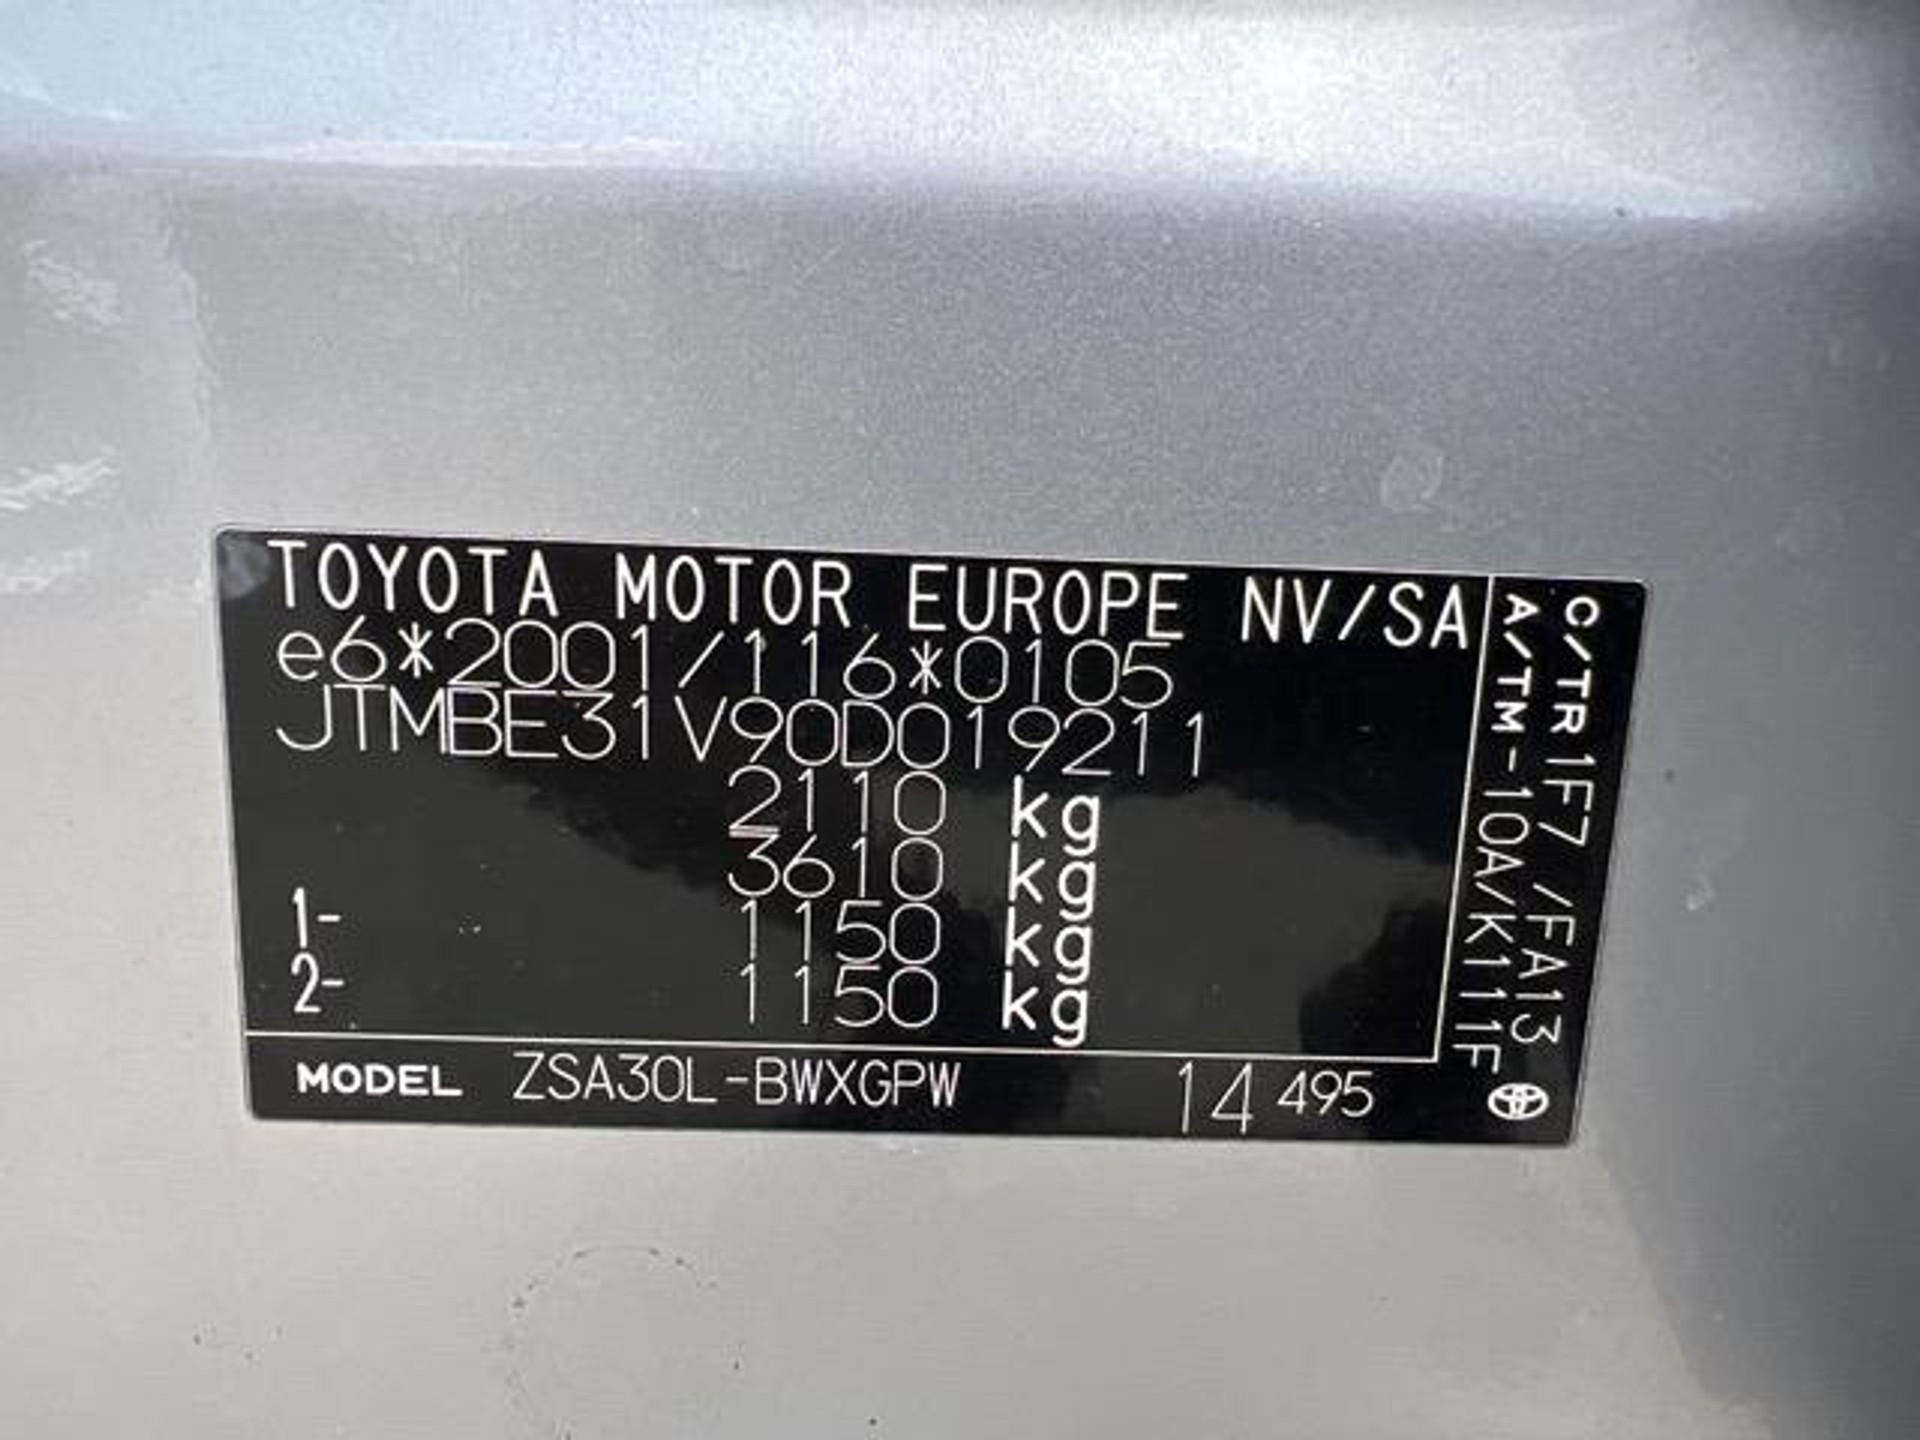 TOYOTA MOTOR EUROPE NV/SA
e6*2001/116*0105
JTMBE31V90D019211
2110 kg
3610 kg
1- 1150 kg
2- 1150 kg
MODEL ZSA30L-BWXGPW 14 495
C/TR 1F7 /FA13
A/TM-10A/K111F